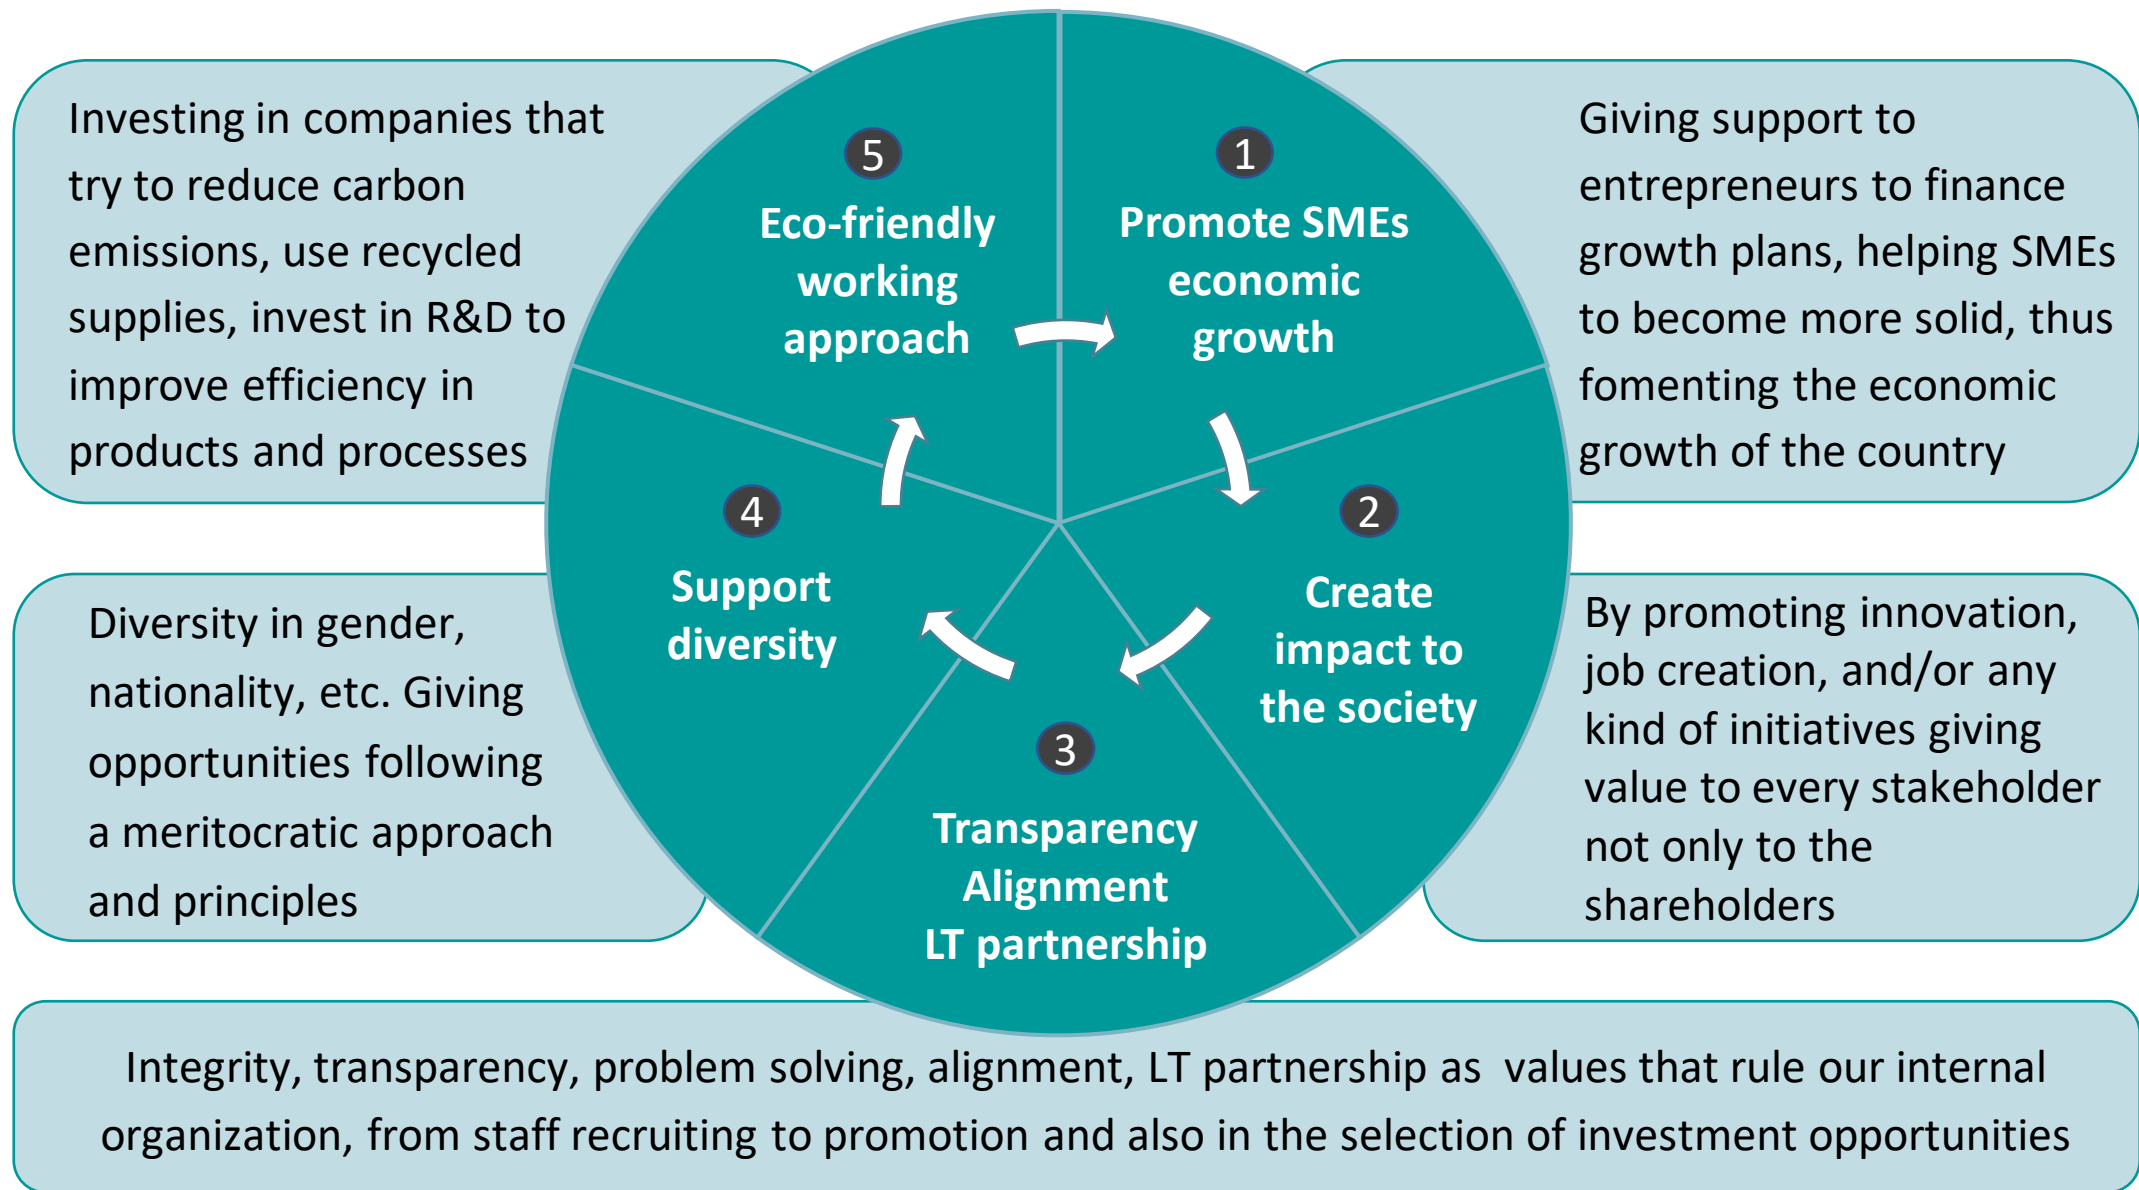 1
Promote SMEs
economic
growth
Giving support to
entrepreneurs to finance
growth plans, helping SMEs
to become more solid, thus
fomenting the economic
growth of the country
2
Create
impact to
the society
By promoting innovation,
job creation, and/or any
kind of initiatives giving
value to every stakeholder
not only to the
shareholders
3
Transparency
Alignment
LT partnership
Integrity, transparency, problem solving, alignment, LT partnership as values that rule our internal
organization, from staff recruiting to promotion and also in the selection of investment opportunities
4
Support
diversity
Diversity in gender,
nationality, etc. Giving
opportunities following
a meritocratic approach
and principles
5
Eco-friendly
working
approach
Investing in companies that
try to reduce carbon
emissions, use recycled
supplies, invest in R&D to
improve efficiency in
products and processes